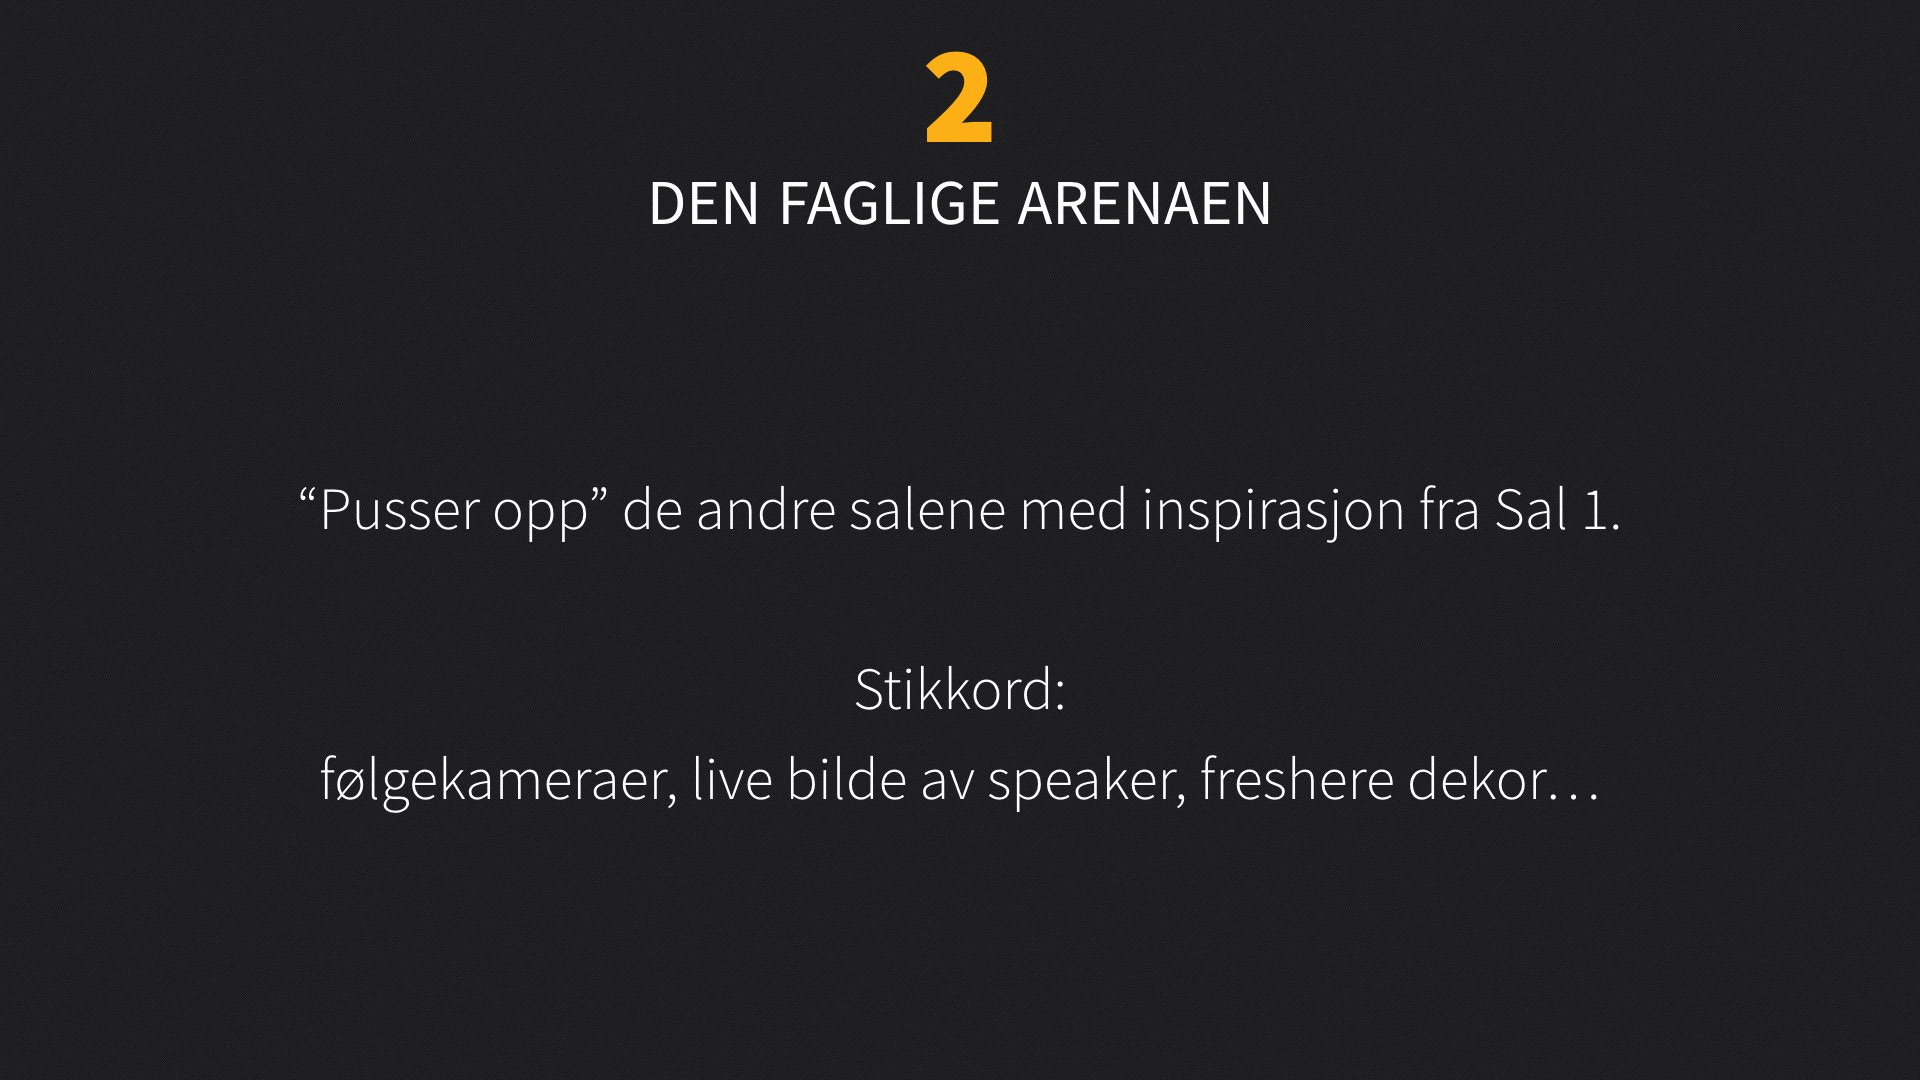 2
DEN FAGLIGE ARENAEN
“Pusser opp” de andre salene med inspirasjon fra Sal 1.
Stikkord:
følgekameraer, live bilde av speaker, freshere dekor…